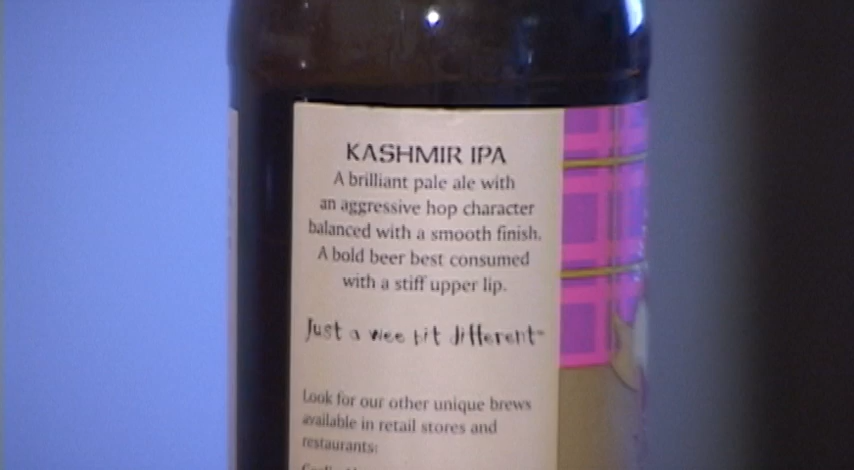 KASHMIR IPA
A brilliant pale ale with
an aggressive hop character
balanced with a smooth finish.
A bold beer best consumed
with a stiff upper lip.
Just a wee bit different™
Look for our other unique brews
available in retail stores and
restaurants: